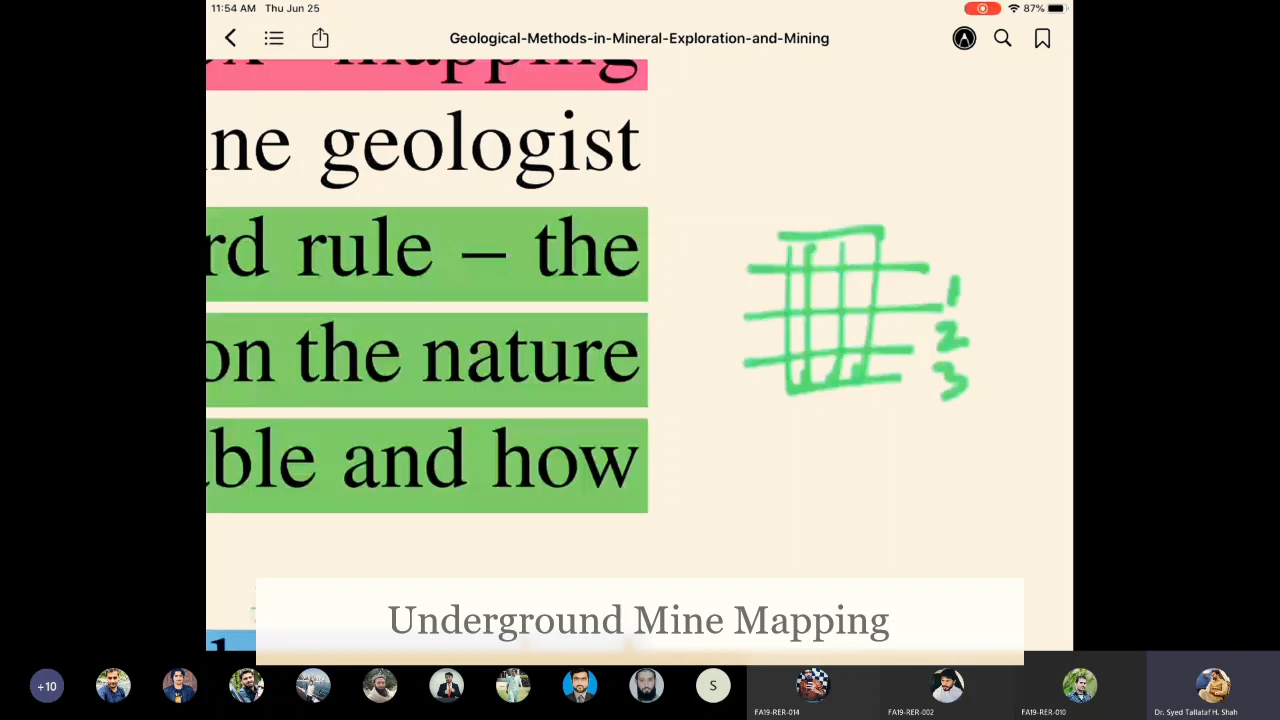 11:54 AM Thu Jun 25
87%
Geological-Methods-in-Mineral-Exploration-and-Mining
mapping
ne geologist
rd rule – the
on the nature
able and how
1
2
3
Underground Mine Mapping
+10
S
FA19-RER-014
FA19-RER-002
FA19-RER-010
Dr. Syed Tallataf H. Shah